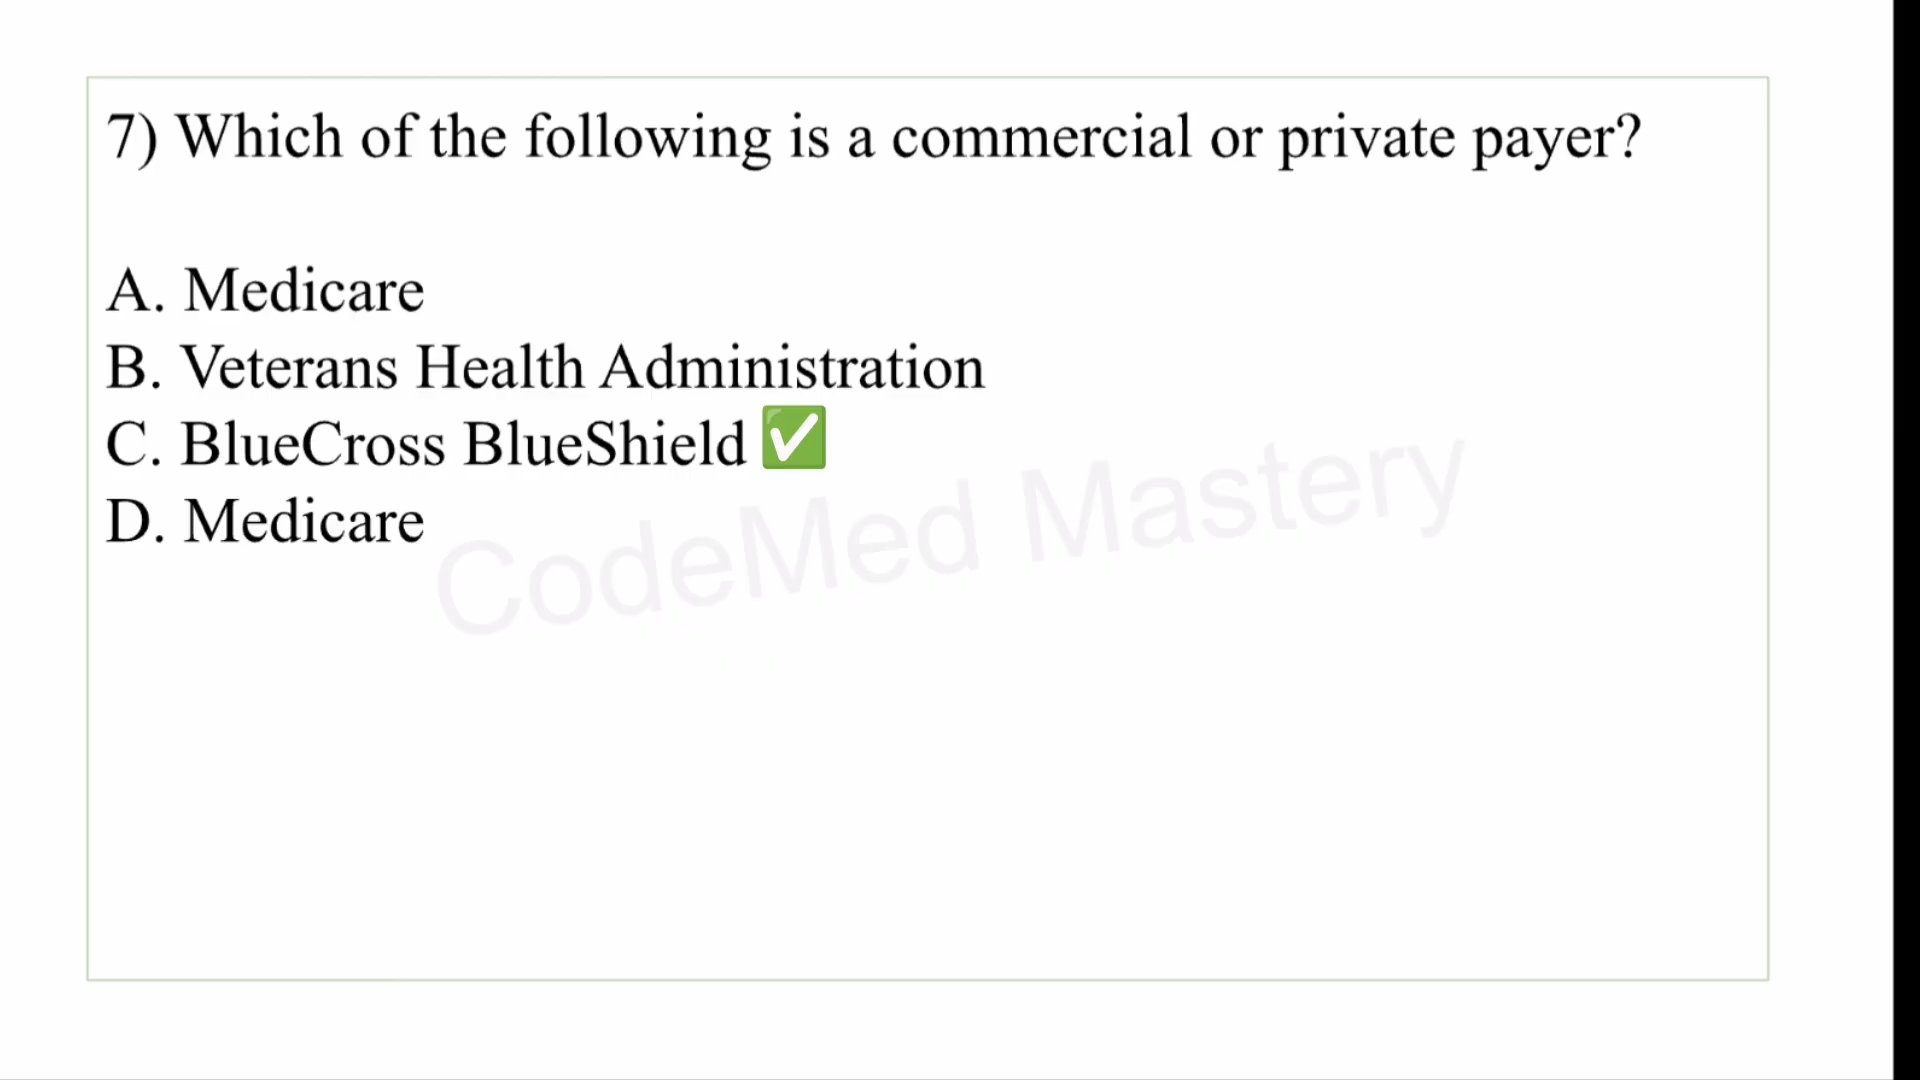 7) Which of the following is a commercial or private payer?
A. Medicare
B. Veterans Health Administration
C. BlueCross BlueShield ✅
D. Medicare
CodeMed Mastery